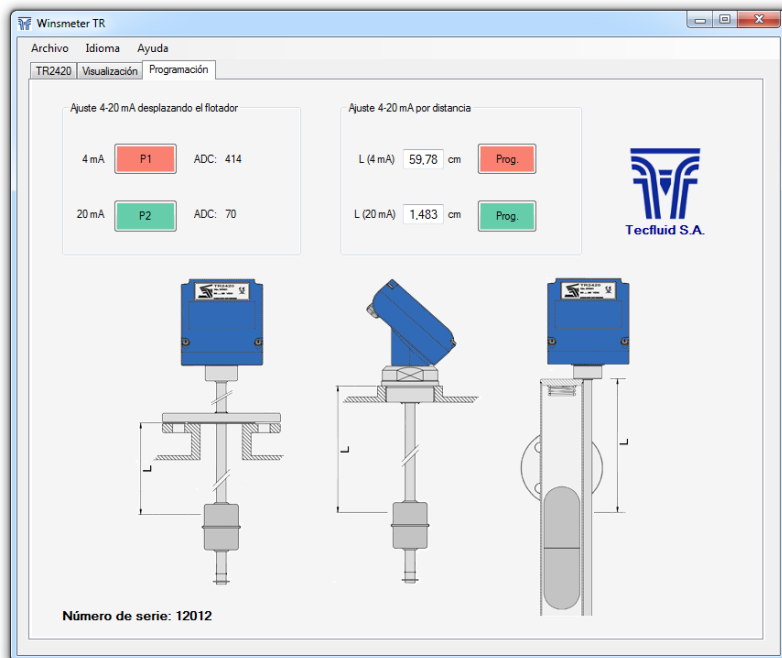 Winsmeter TR
Archivo Idioma Ayuda
TR2420 Visualización Programación
Ajuste 4-20 mA desplazando el flotador
4 mA P1 ADC: 414
20 mA P2 ADC: 70
Ajuste 4-20 mA por distancia
L (4 mA) 59,78 cm Prog.
L (20 mA) 1,483 cm Prog.
Tecfluid S.A.
TR2420
TR2420
L
L
L
Número de serie: 12012